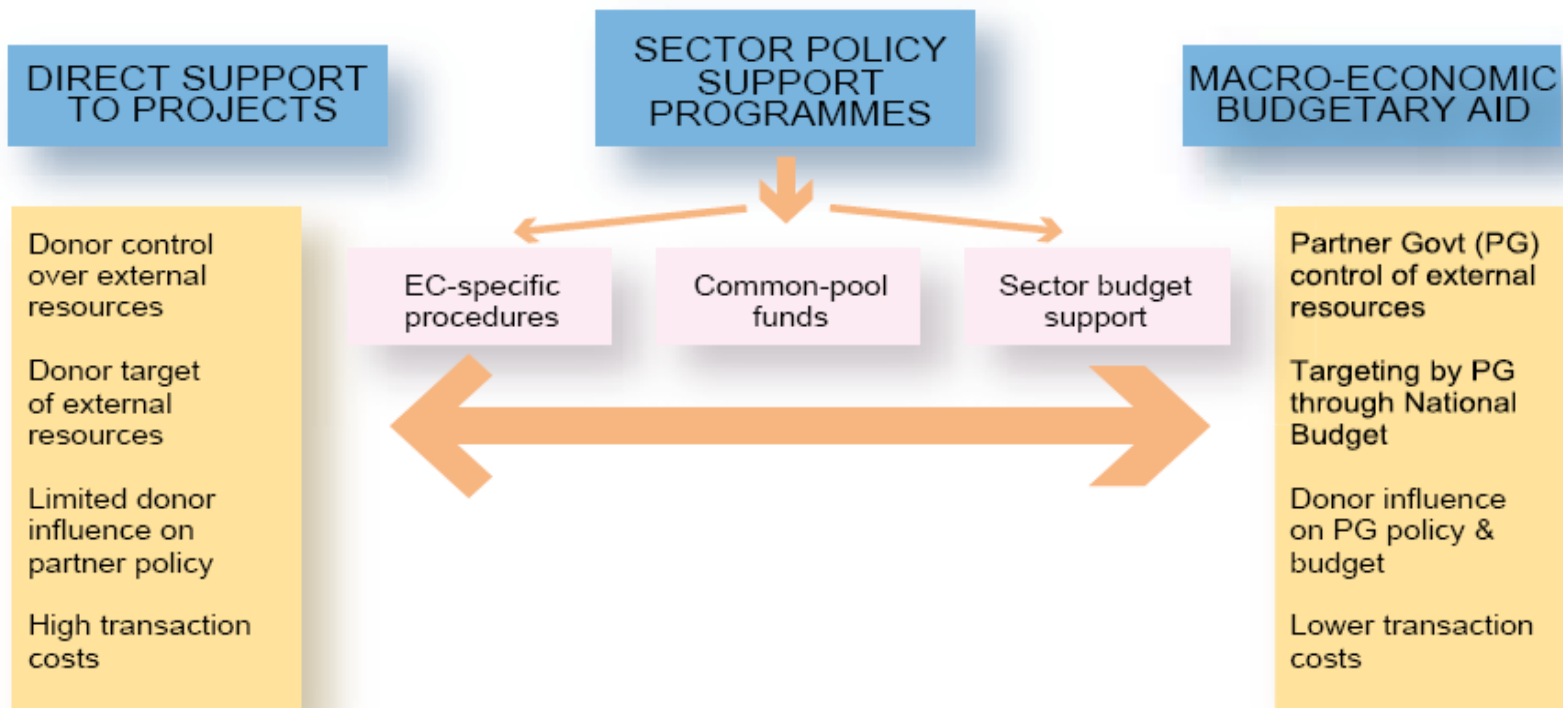 DIRECT SUPPORT
TO PROJECTS
SECTOR POLICY
SUPPORT
PROGRAMMES
MACRO-ECONOMIC
BUDGETARY AID
Donor control
over external
resources
Donor target
of external
resources
Limited donor
influence on
partner policy
High transaction
costs
EC-specific
procedures
Common-pool
funds
Sector budget
support
Partner Govt (PG)
control of external
resources
Targeting by PG
through National
Budget
Donor influence
on PG policy &
budget
Lower transaction
costs